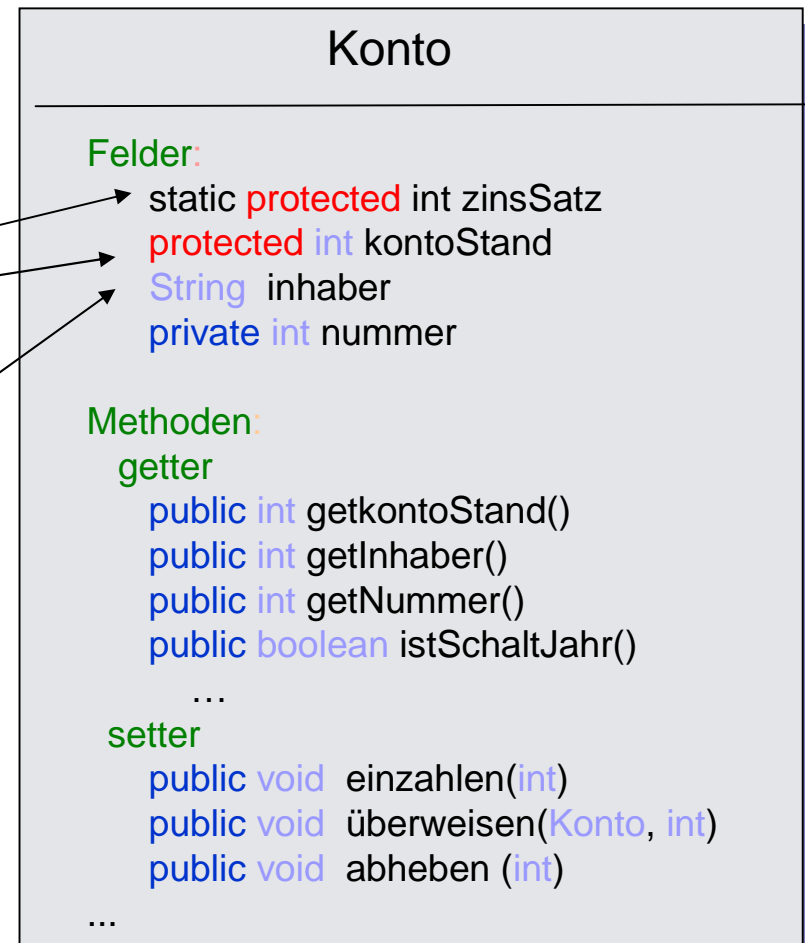 Konto
Felder:
static protected int zinsSatz
protected int kontoStand
String inhaber
private int nummer
Methoden:
getter
public int getkontoStand()
public int getInhaber()
public int getNummer()
public boolean istSchaltJahr()
…
setter
public void einzahlen(int)
public void überweisen(Konto, int)
public void abheben (int)
...